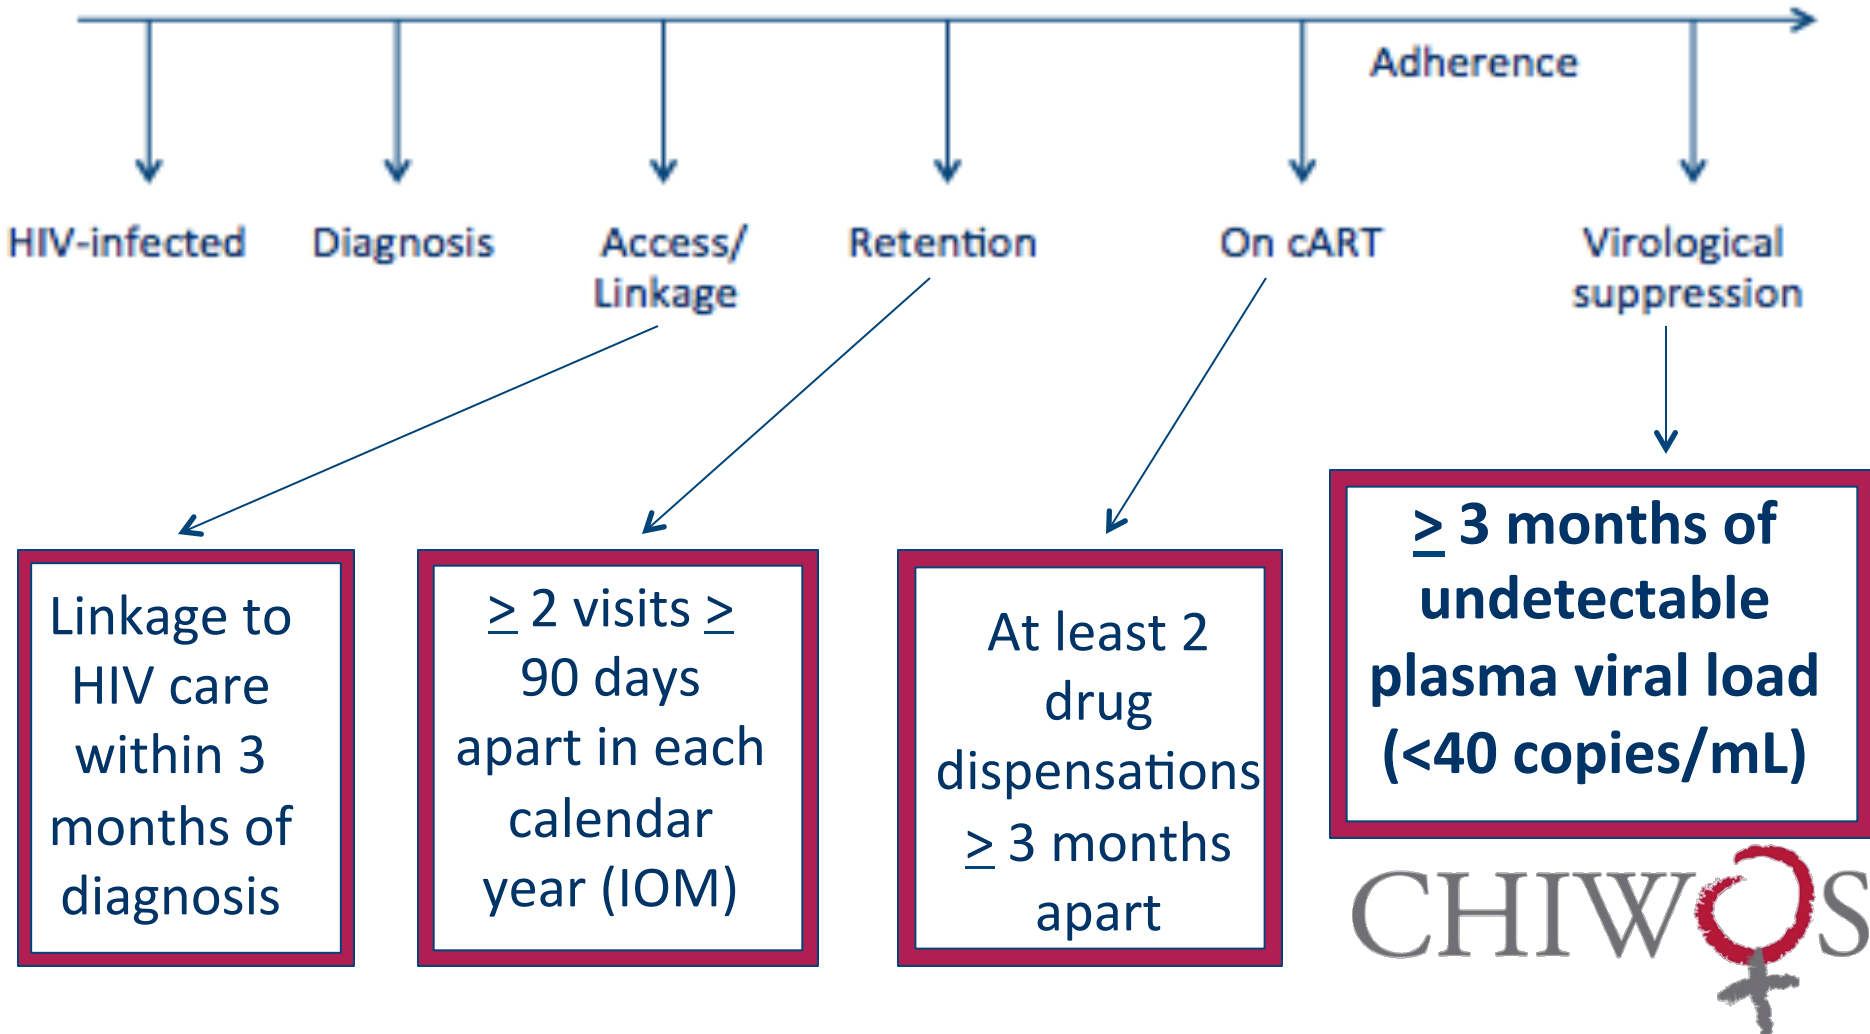 Adherence
HIV-infected
Diagnosis
Access/
Linkage
Retention
On cART
Virological
suppression
Linkage to
HIV care
within 3
months of
diagnosis
≥ 2 visits ≥
90 days
apart in each
calendar
year (IOM)
At least 2
drug
dispensations
≥ 3 months
apart
≥ 3 months of
undetectable
plasma viral load
(<40 copies/mL)
CHIWOS